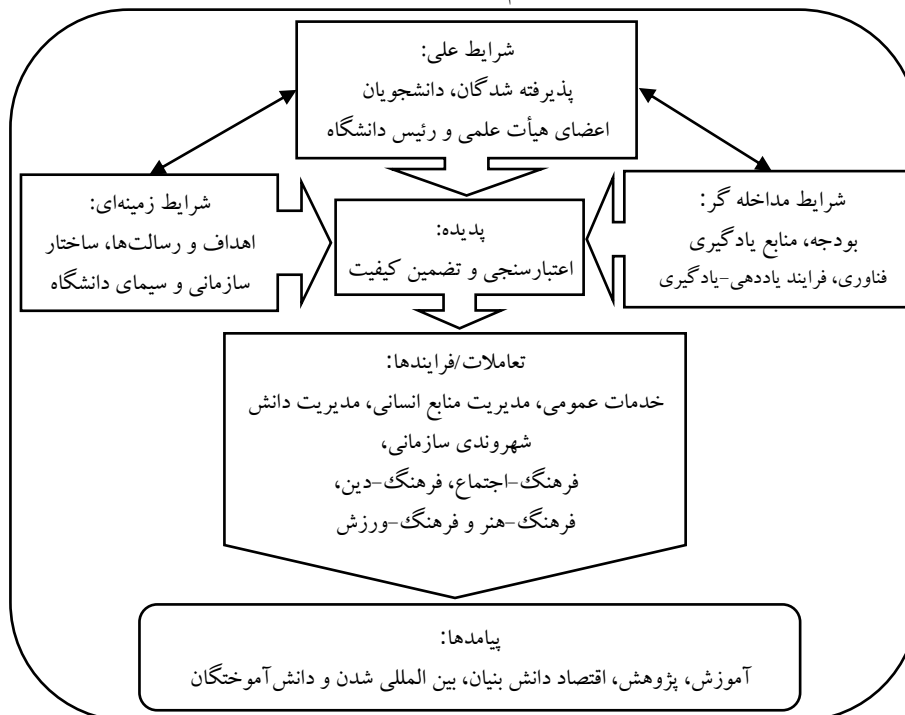 شرایط علی:
پذیرفته شدگان، دانشجویان
اعضای هیأت علمی و رئیس دانشگاه
شرایط مداخله گر:
بودجه، منابع یادگیری
فناوری، فرایند یاددهی-یادگیری
پدیده:
اعتبارسنجی و تضمین کیفیت
شرایط زمینه‌ای:
اهداف و رسالت‌ها، ساختار
سازمانی و سیمای دانشگاه
تعاملات/فرایندها:
خدمات عمومی، مدیریت منابع انسانی، مدیریت دانش
شهروندی سازمانی،
فرهنگ-اجتماع، فرهنگ-دین،
فرهنگ-هنر و فرهنگ-ورزش
پیامدها:
آموزش، پژوهش، اقتصاد دانش بنیان، بین المللی شدن و دانش‌آموختگان